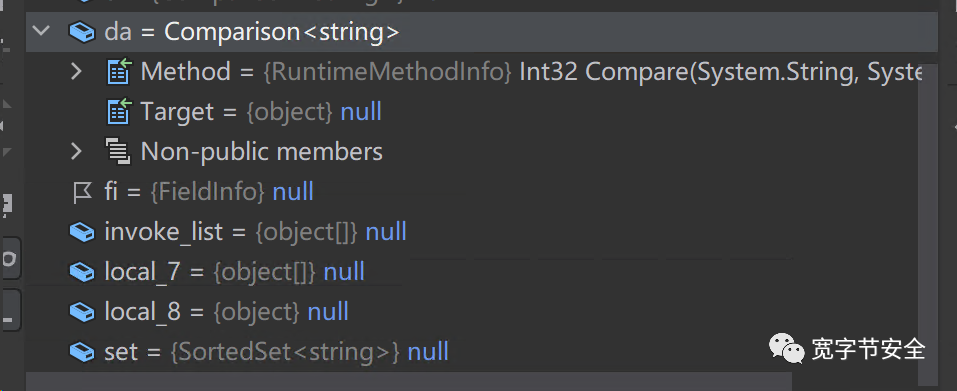 da = Comparison<string>
Method = {RuntimeMethodInfo} Int32 Compare(System.String, Syste
Target = {object} null
Non-public members
fi = {FieldInfo} null
invoke_list = {object[]} null
local_7 = {object[]} null
local_8 = {object} null
set = {SortedSet<string>} null
宽字节安全